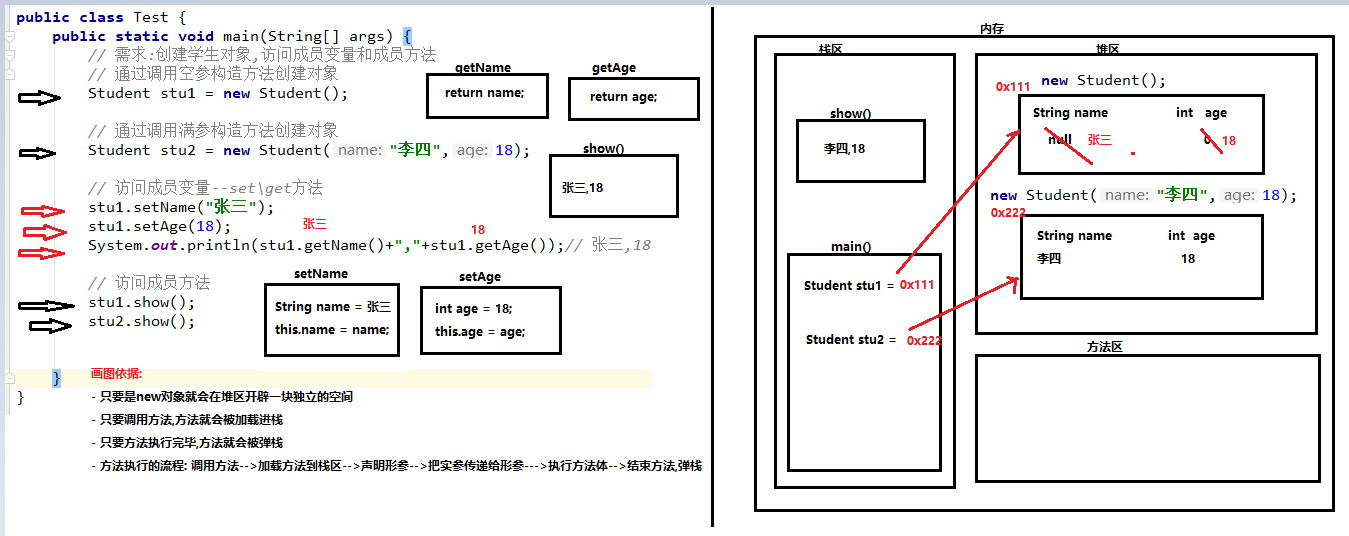 public class Test {
public static void main(String[] args) {
// 需求:创建学生对象,访问成员变量和成员方法
// 通过调用空参构造方法创建对象
Student stu1 = new Student();
getName
return name;
getAge
return age;
// 通过调用满参构造方法创建对象
Student stu2 = new Student( name: "李四", age: 18);
show()
张三,18
// 访问成员变量--set\get方法
stu1.setName("张三");
stu1.setAge(18);
张三
18
System.out.println(stu1.getName()+","+stu1.getAge());// 张三,18
// 访问成员方法
stu1.show();
stu2.show();
setName
String name = 张三
this.name = name;
setAge
int age = 18;
this.age = age;
}
}
画图依据:
- 只要是new对象就会在堆区开辟一块独立的空间
- 只要调用方法,方法就会被加载进栈
- 只要方法执行完毕,方法就会被弹栈
- 方法执行的流程: 调用方法-->加载方法到栈区-->声明形参-->把实参传递给形参--->执行方法体-->结束方法,弹栈
内存
栈区
show()
李四,18
main()
Student stu1 = 0x111
Student stu2 = 0x222
堆区
new Student();
0x111
String name int age
null 张三 0 18
new Student( name: "李四", age: 18);
0x222
String name int age
李四 18
方法区